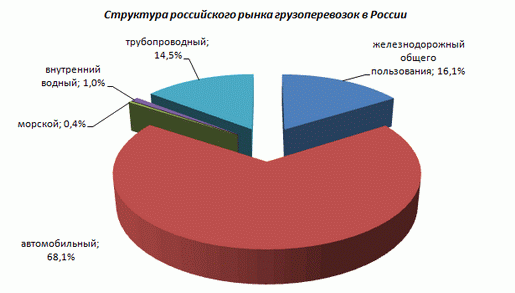 Структура российского рынка грузоперевозок в России
трубопроводный;
14,5%
железнодорожный
общего
пользования; 16,1%
внутренний
водный; 1,0%
морской; 0,4%
автомобильный;
68,1%